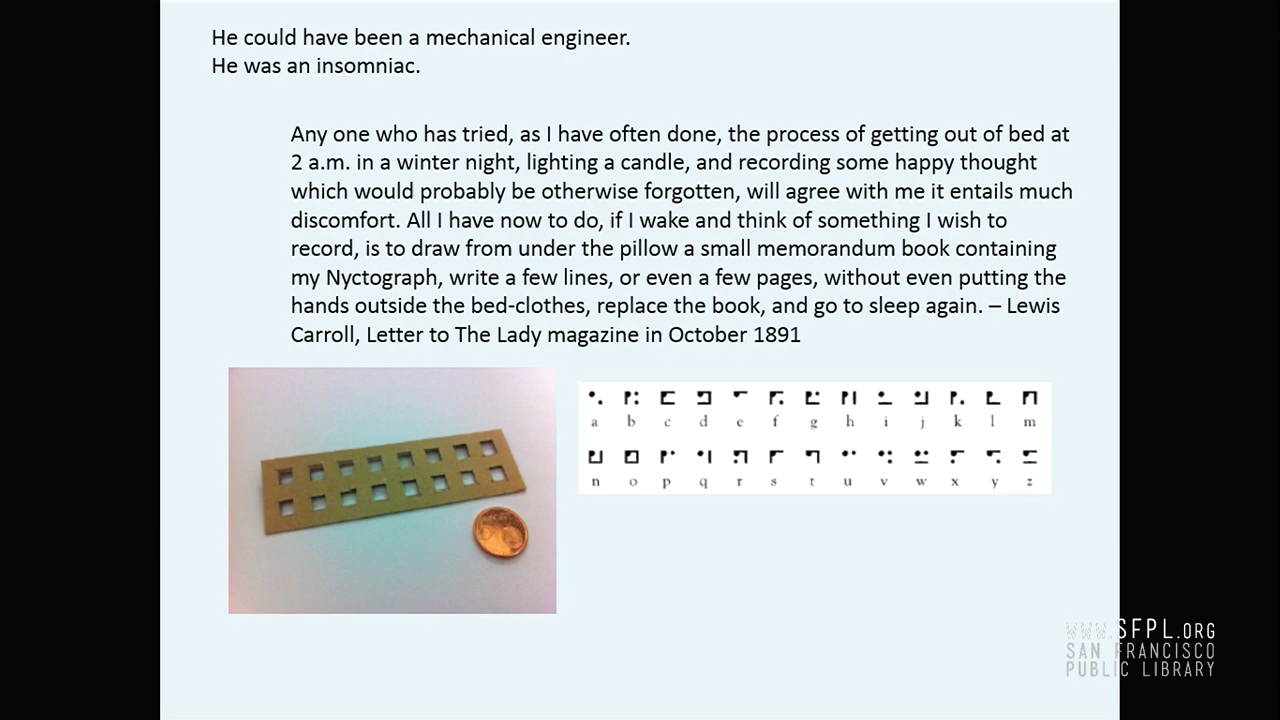 He could have been a mechanical engineer.
He was an insomniac.
Any one who has tried, as I have often done, the process of getting out of bed at
2 a.m. in a winter night, lighting a candle, and recording some happy thought
which would probably be otherwise forgotten, will agree with me it entails much
discomfort. All I have now to do, if I wake and think of something I wish to
record, is to draw from under the pillow a small memorandum book containing
my Nyctograph, write a few lines, or even a few pages, without even putting the
hands outside the bed-clothes, replace the book, and go to sleep again. – Lewis
Carroll, Letter to The Lady magazine in October 1891
a b c d e f g h i j k l m
n o p q r s t u v w x y z
WWW.SFPL.ORG
SAN FRANCISCO
PUBLIC LIBRARY